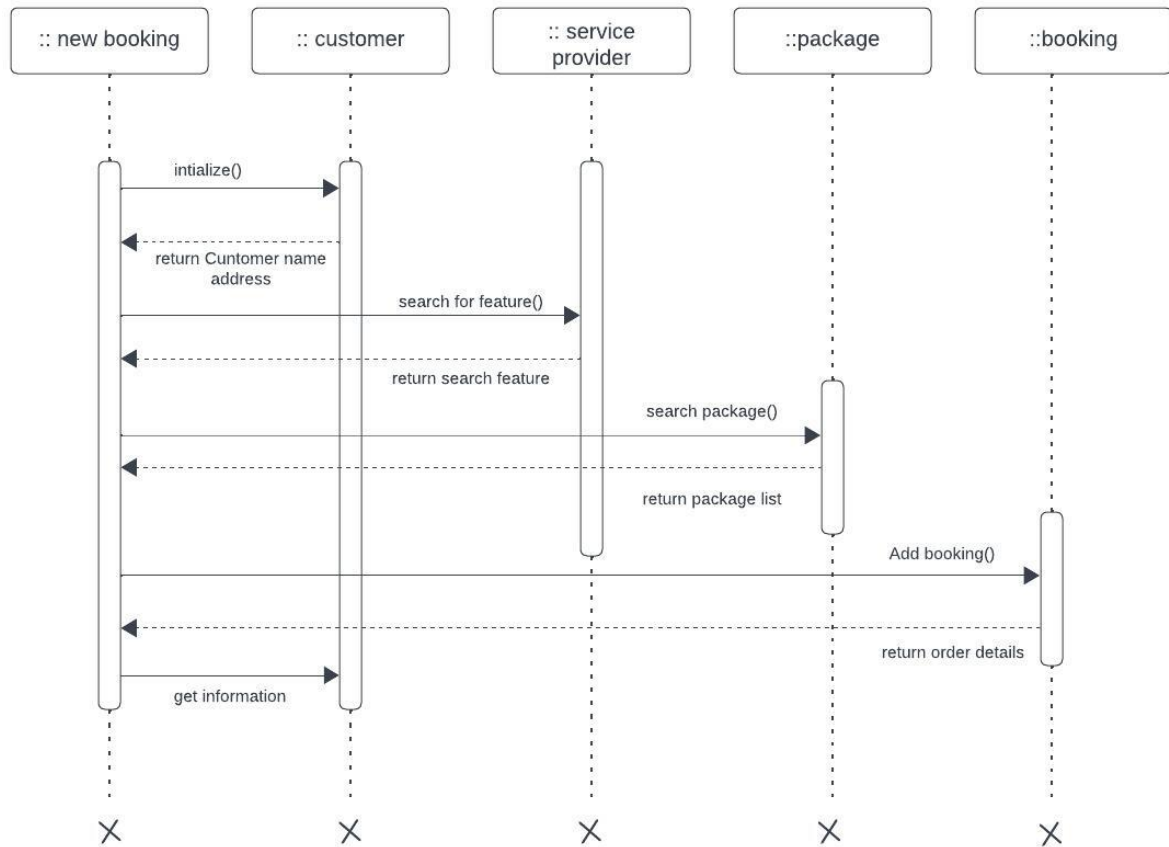 :: new booking
:: customer
:: service
provider
::package
::booking
intialize()
return Cuntomer name
address
search for feature()
return search feature
search package()
return package list
Add booking()
return order details
get information